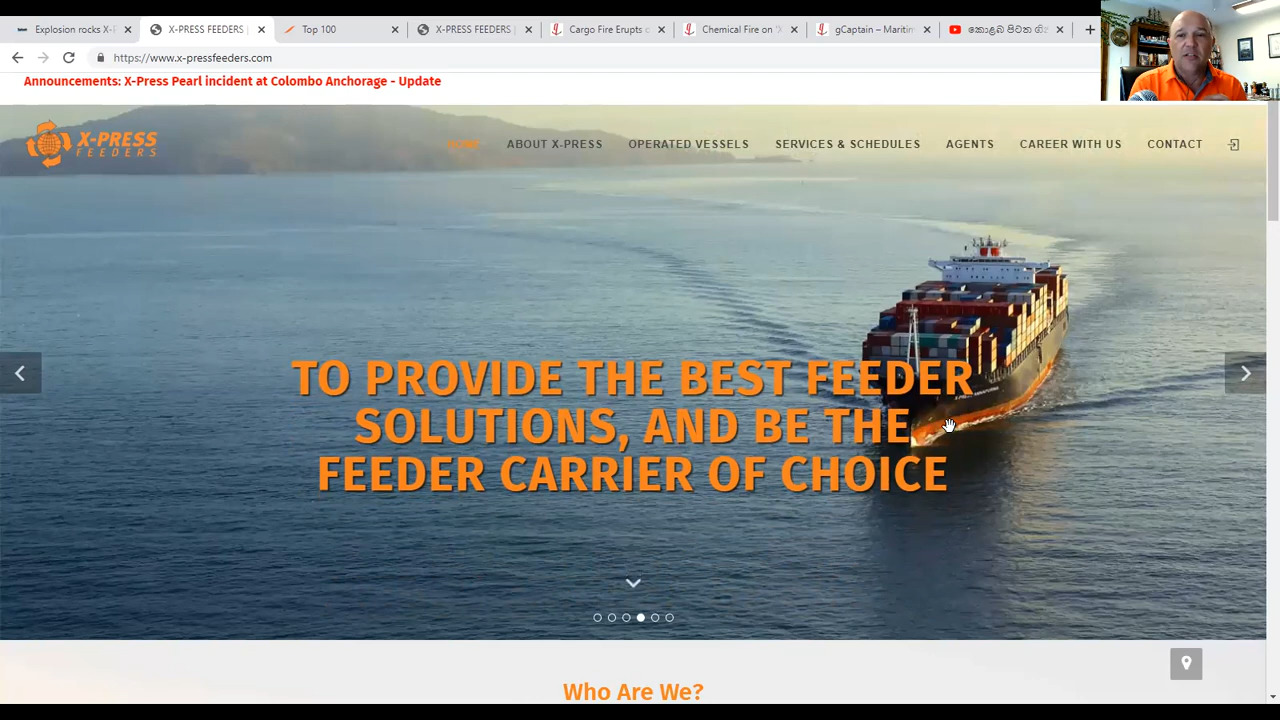 Explosion rocks X-P
X-PRESS FEEDERS |
Top 100
X-PRESS FEEDERS |
Cargo Fire Erupts o
Chemical Fire on 'X
gCaptain – Maritim
කොළඹ පිටත ගි
https://www.x-pressfeeders.com
Announcements: X-Press Pearl incident at Colombo Anchorage - Update
X-PRESS
FEEDERS
HOME
ABOUT X-PRESS
OPERATED VESSELS
SERVICES & SCHEDULES
AGENTS
CAREER WITH US
CONTACT
TO PROVIDE THE BEST FEEDER
SOLUTIONS, AND BE THE
FEEDER CARRIER OF CHOICE
Who Are We?